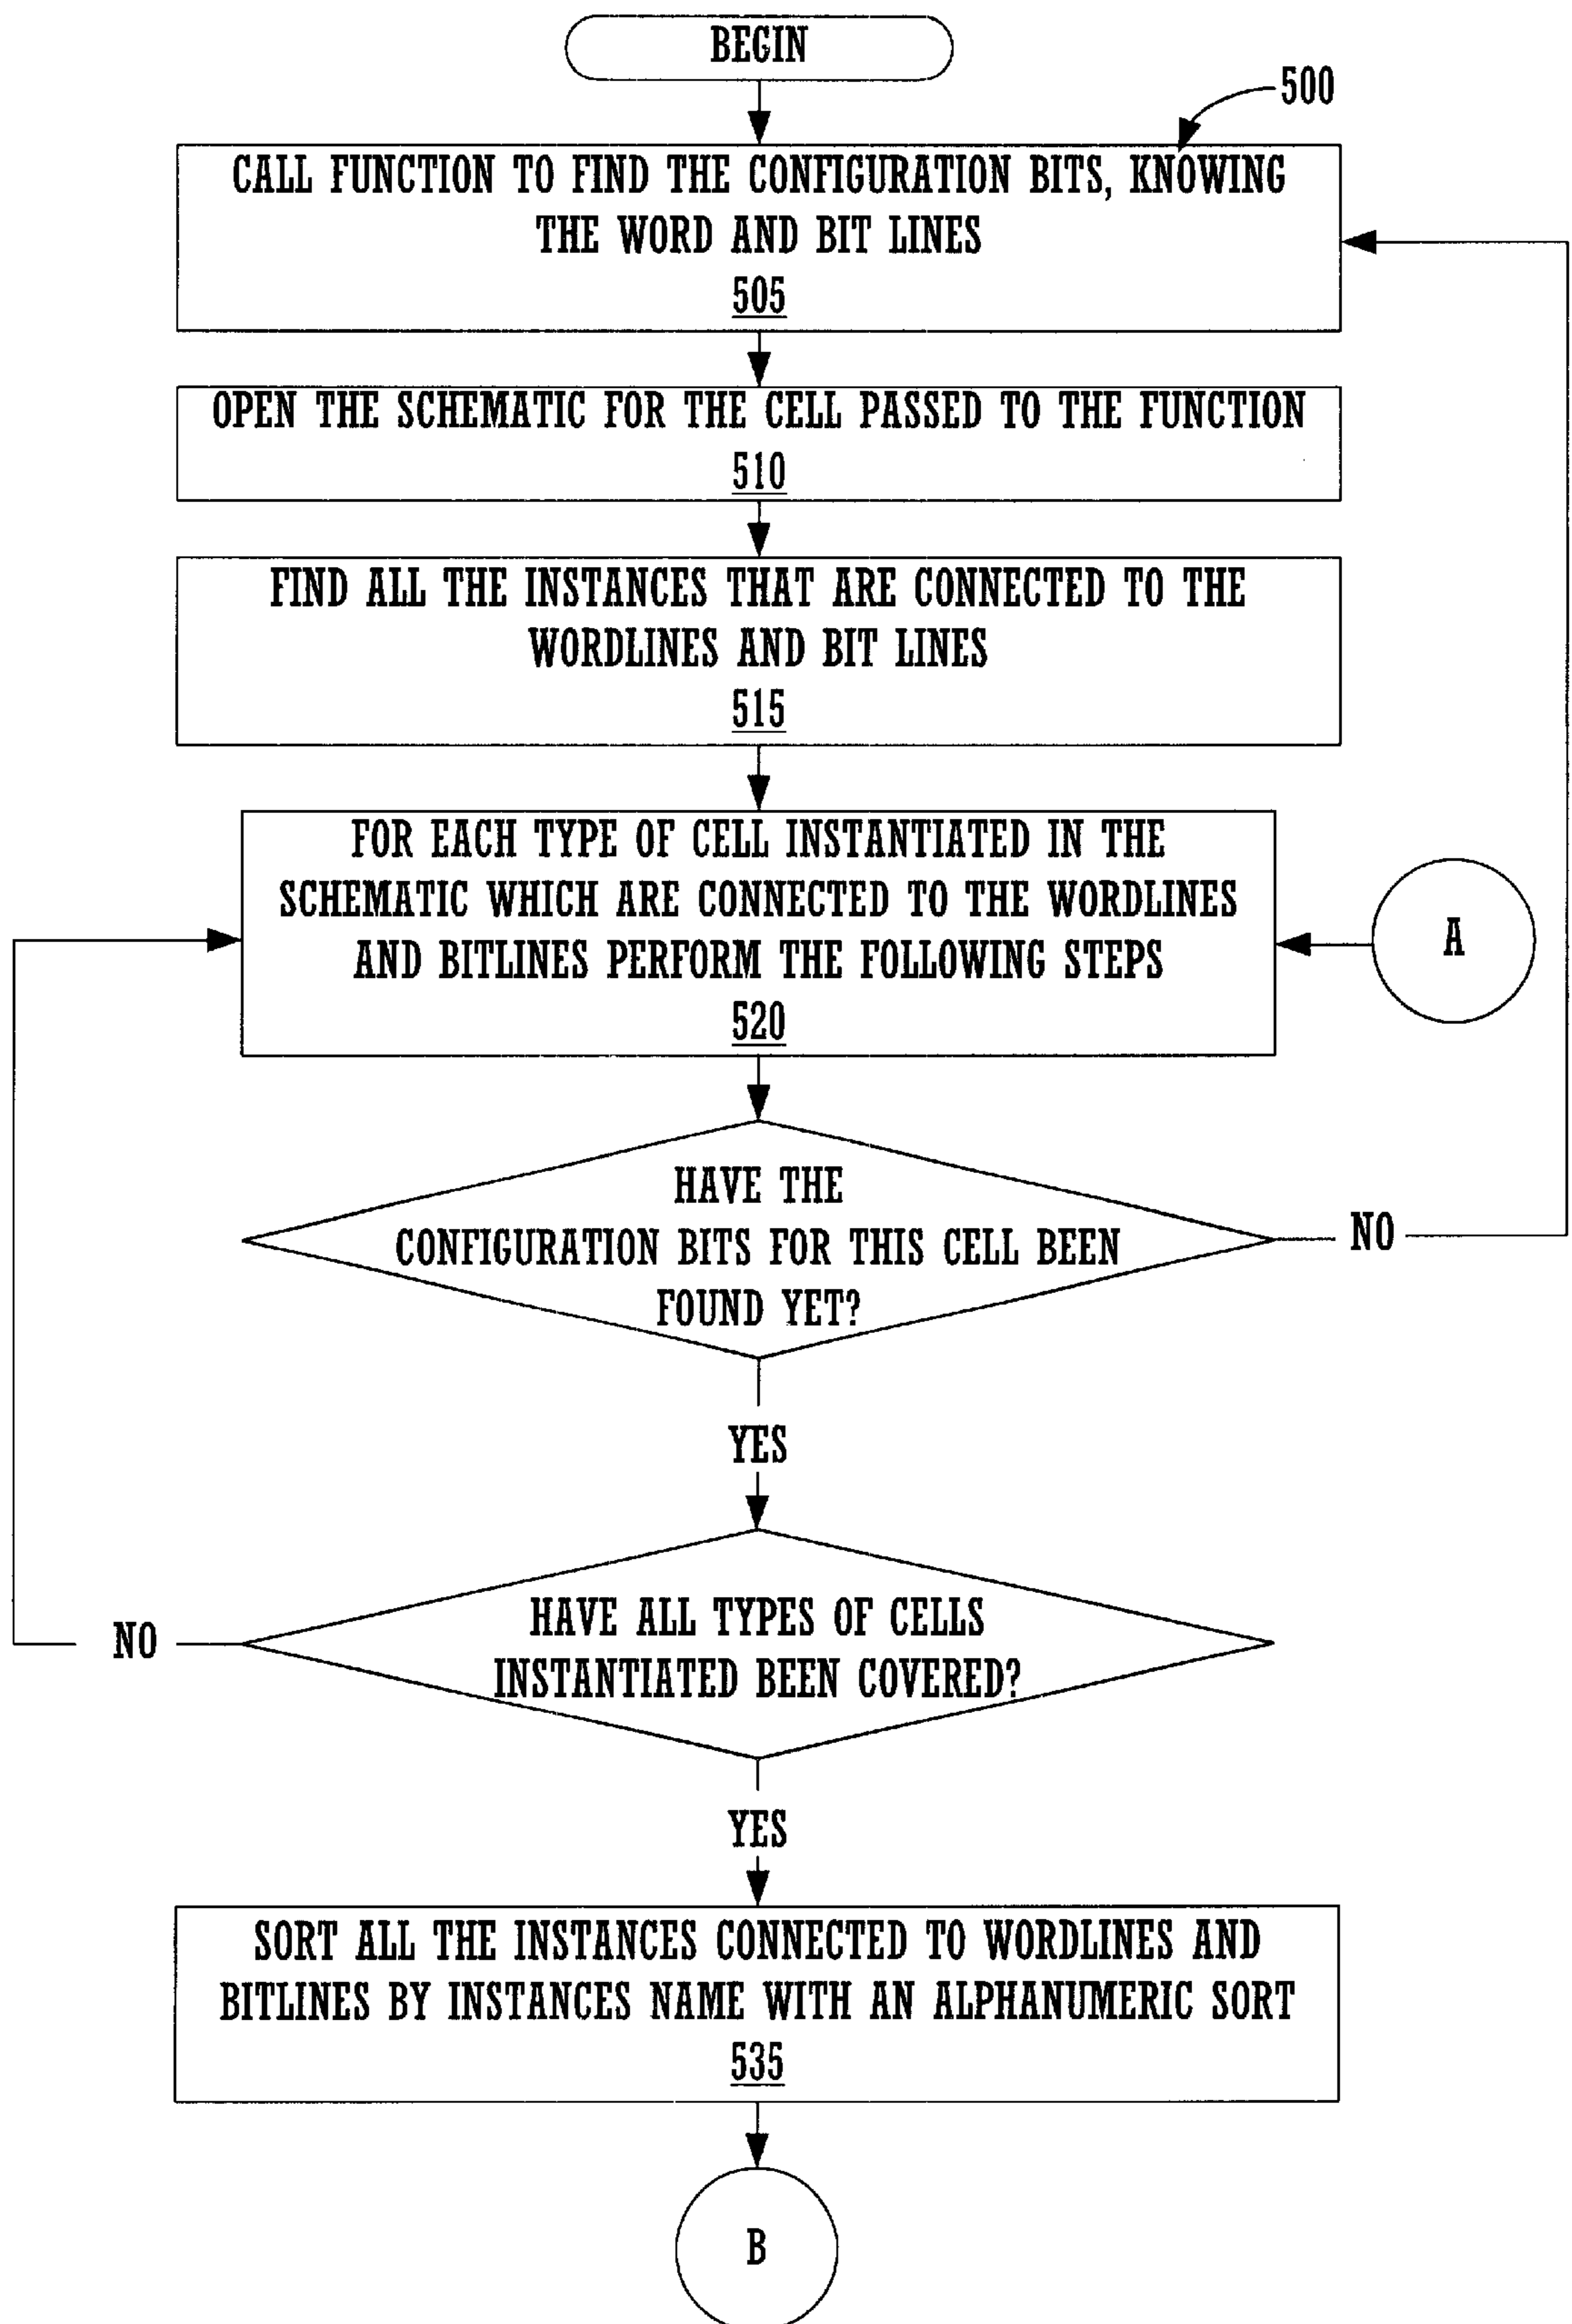 BEGIN
500
CALL FUNCTION TO FIND THE CONFIGURATION BITS, KNOWING
THE WORD AND BIT LINES
505
OPEN THE SCHEMATIC FOR THE CELL PASSED TO THE FUNCTION
510
FIND ALL THE INSTANCES THAT ARE CONNECTED TO THE
WORDLINES AND BIT LINES
515
FOR EACH TYPE OF CELL INSTANTIATED IN THE
SCHEMATIC WHICH ARE CONNECTED TO THE WORDLINES
AND BITLINES PERFORM THE FOLLOWING STEPS
520
A
HAVE THE
CONFIGURATION BITS FOR THIS CELL BEEN
FOUND YET?
NO
YES
HAVE ALL TYPES OF CELLS
INSTANTIATED BEEN COVERED?
NO
YES
SORT ALL THE INSTANCES CONNECTED TO WORDLINES AND
BITLINES BY INSTANCES NAME WITH AN ALPHANUMERIC SORT
535
B